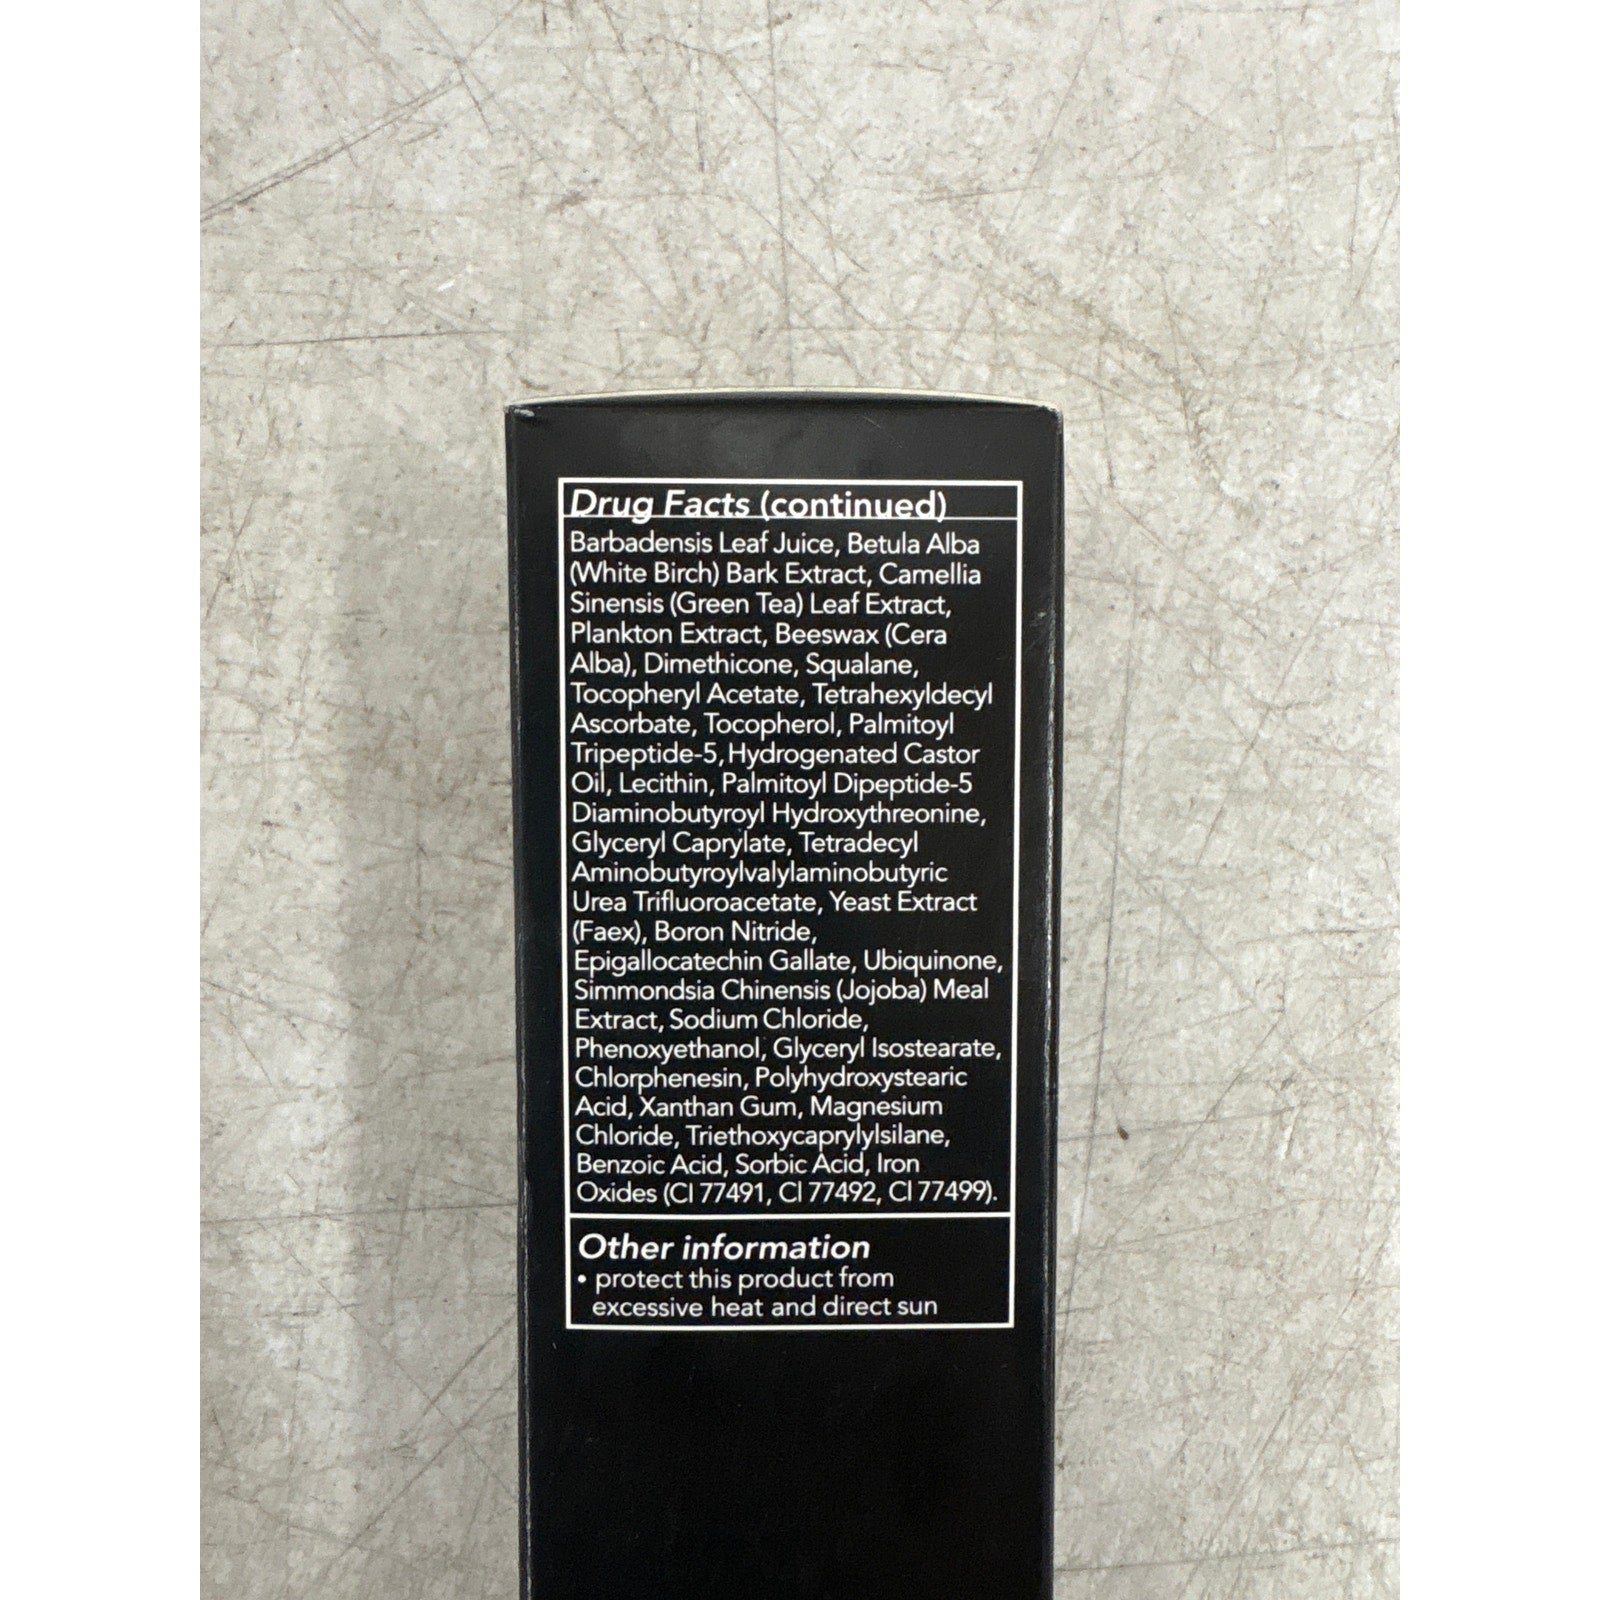 Drug Facts (continued)
Barbadensis Leaf Juice, Betula Alba
(White Birch) Bark Extract, Camellia
Sinensis (Green Tea) Leaf Extract,
Plankton Extract, Beeswax (Cera
Alba), Dimethicone, Squalane,
Tocopheryl Acetate, Tetrahexyldecyl
Ascorbate, Tocopherol, Palmitoyl
Tripeptide-5, Hydrogenated Castor
Oil, Lecithin, Palmitoyl Dipeptide-5
Diaminobutyroyl Hydroxythreonine,
Glyceryl Caprylate, Tetradecyl
Aminobutyroylvalylaminobutyric
Urea Trifluoroacetate, Yeast Extract
(Faex), Boron Nitride,
Epigallocatechin Gallate, Ubiquinone,
Simmondsia Chinensis (Jojoba) Meal
Extract, Sodium Chloride,
Phenoxyethanol, Glyceryl Isostearate,
Chlorphenesin, Polyhydroxystearic
Acid, Xanthan Gum, Magnesium
Chloride, Triethoxycaprylylsilane,
Benzoic Acid, Sorbic Acid, Iron
Oxides (CI 77491, CI 77492, CI 77499).
Other information
• protect this product from
excessive heat and direct sun